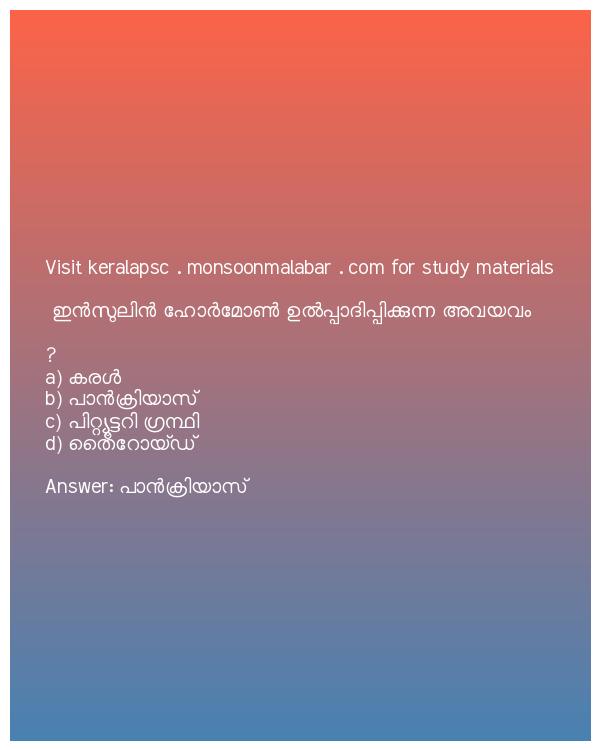 Visit keralapsc . monsoonmalabar . com for study materials
ഇൻസുലിൻ ഹോർമോൺ ഉൽപ്പാദിപ്പിക്കുന്ന അവയവം
?
a) കരൾ
b) പാൻക്രിയാസ്
c) പിറ്റ്യൂട്ടറി ഗ്രന്ഥി
d) തൈറോയ്ഡ്
Answer: പാൻക്രിയാസ്